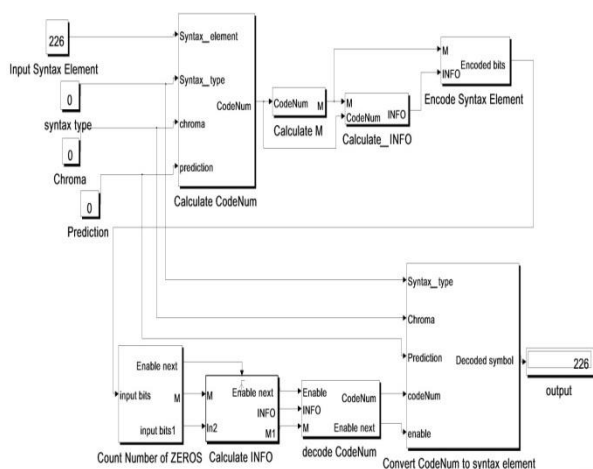 226
Input Syntax Element
0
syntax type
0
Chroma
0
Prediction
Syntax_element
Syntax_type
chroma
prediction
CodeNum
Calculate CodeNum
CodeNum
M
Calculate M
M
CodeNum
INFO
Calculate_INFO
M
INFO
Encoded bits
Encode Syntax Element
input bits
Enable next
M
input bits1
Count Number of ZEROS
M
In2
Enable next
INFO
M1
Calculate INFO
Enable
INFO
M
CodeNum
Enable next
decode CodeNum
Syntax_type
Chroma
Prediction
codeNum
enable
Decoded symbol
Convert CodeNum to syntax element
226
output